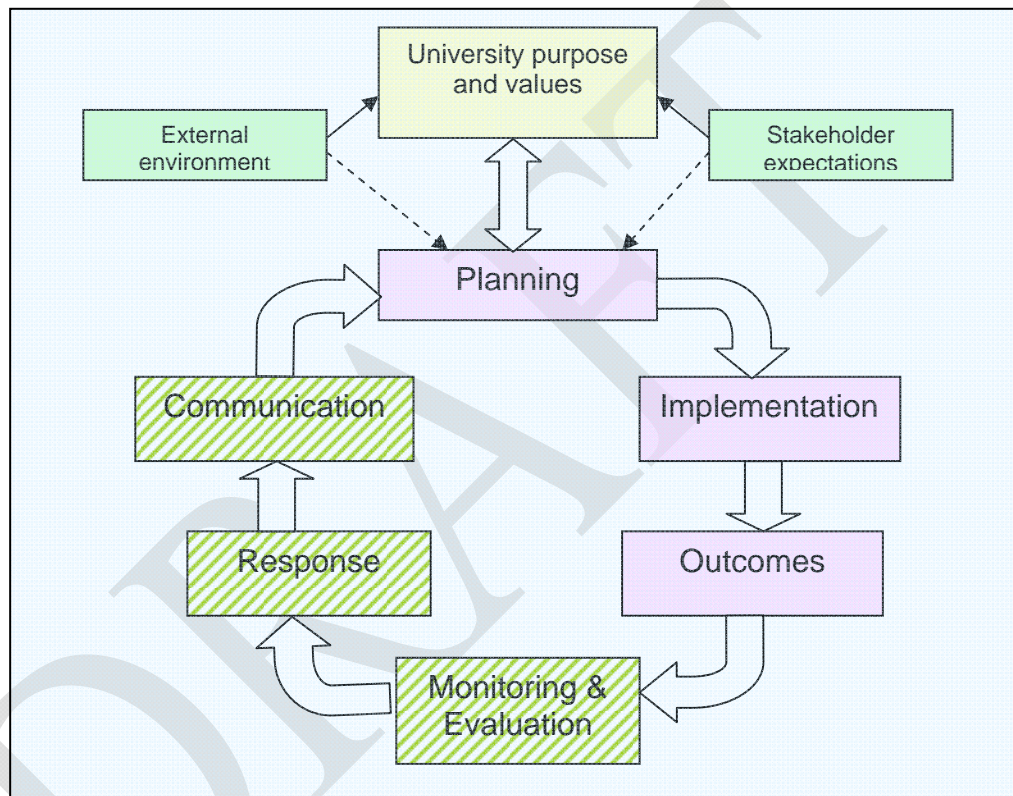 University purpose
and values
External
environment
Stakeholder
expectations
Planning
Communication
Implementation
Response
Outcomes
Monitoring &
Evaluation
DRAFT